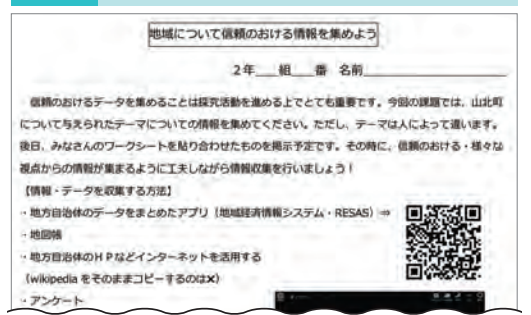 地域について信頼のおける情報を集めよう
2年＿＿組＿＿番 名前＿＿＿＿＿＿＿＿
信頼のおけるデータを集めることは探究活動を進める上でとても重要です。今回の課題では、山北町
について与えられたテーマについての情報を集めてください。ただし、テーマは人によって違います。
後日、みなさんのワークシートを貼り合わせたものを掲示予定です。その時に、信頼のおける・様々な
視点からの情報が集まるように工夫しながら情報収集を行いましょう！
【情報・データを収集する方法】
・地方自治体のデータをまとめたアプリ（地域経済情報システム・RESAS）⇒
・地図帳
・地方自治体のＨＰなどインターネットを活用する
（wikipedia をそのままコピーするのは×）
・アンケート